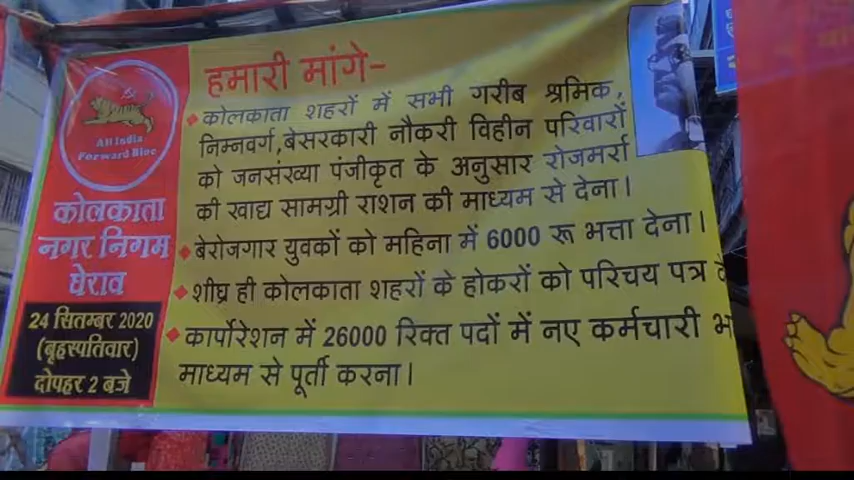 All India
Forward Bloc
कोलकाता
नगर निगम
घेराव
24 सितम्बर 2020
(बृहस्पतिवार)
दोपहर 2 बजे
हमारी मांगे-
कोलकाता शहरों में सभी गरीब श्रमिक,
निम्नवर्ग, बेसरकारी नौकरी विहीन परिवारों
को जनसंख्या पंजीकृत के अनुसार रोजमर्रा
की खाद्य सामग्री राशन की माध्यम से देना।
बेरोजगार युवकों को महिना में 6000 रू भत्ता देना।
शीघ्र ही कोलकाता शहरों के होकरों को परिचय पत्र
कार्पोरेशन में 26000 रिक्त पदों में नए कर्मचारी
माध्यम से पूर्ती करना।